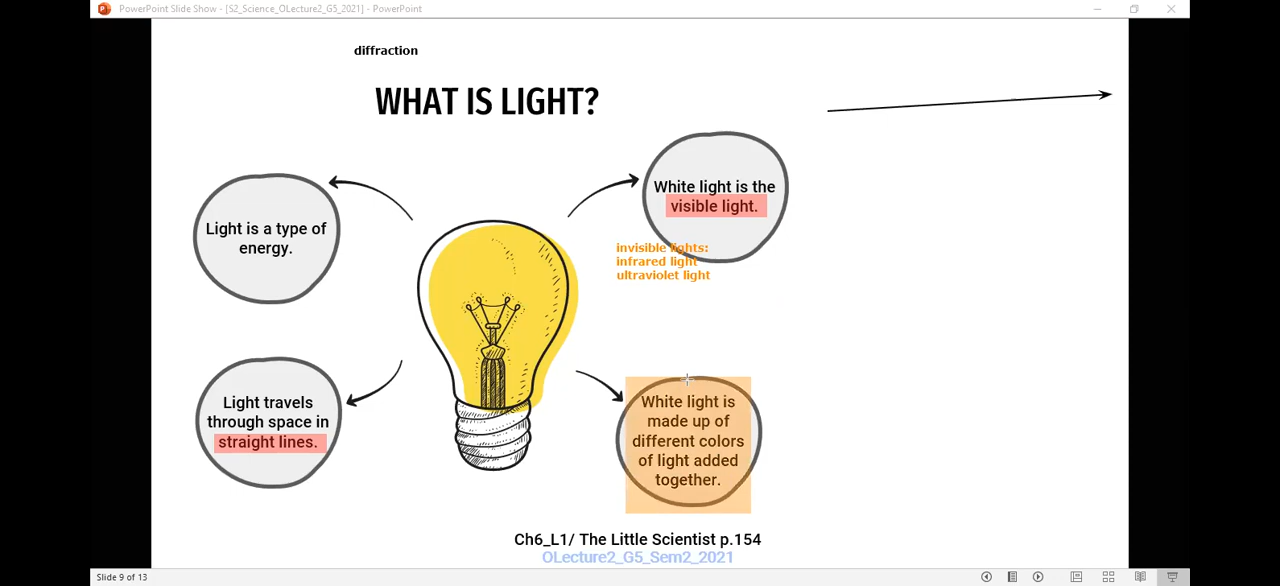 PowerPoint Slide Show - [S2_Science_OLecture2_G5_2021] - PowerPoint
diffraction
WHAT IS LIGHT?
Light is a type of
energy.
White light is the
visible light.
invisible lights:
infrared light
ultraviolet light
Light travels
through space in
straight lines.
White light is
made up of
different colors
of light added
together.
Ch6_L1/ The Little Scientist p.154
OLecture2_G5_Sem2_2021
Slide 9 of 13